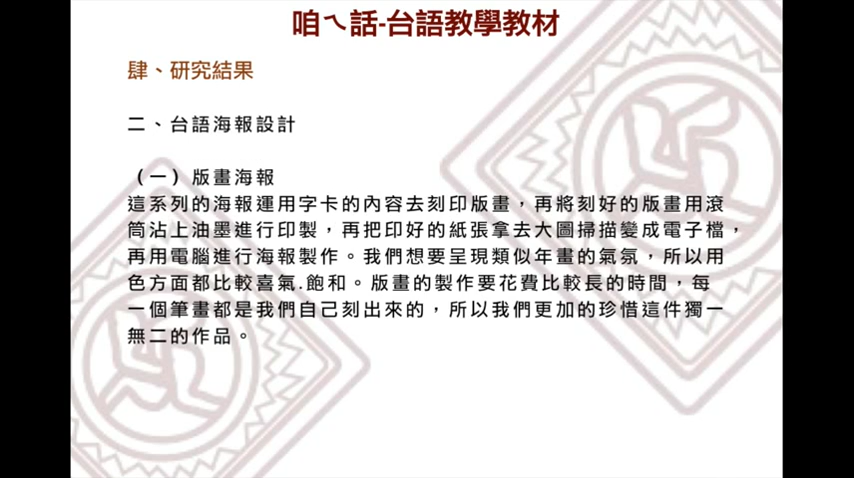 咱ㄟ話-台語教學教材
肆、研究結果
二、台語海報設計
（一）版畫海報
這系列的海報運用字卡的內容去刻印版畫，再將刻好的版畫用滾
筒沾上油墨進行印製，再把印好的紙張拿去大圖掃描變成電子檔，
再用電腦進行海報製作。我們想要呈現類似年畫的氣氛，所以用
色方面都比較喜氣.飽和。版畫的製作要花費比較長的時間，每
一個筆畫都是我們自己刻出來的，所以我們更加的珍惜這件獨一
無二的作品。